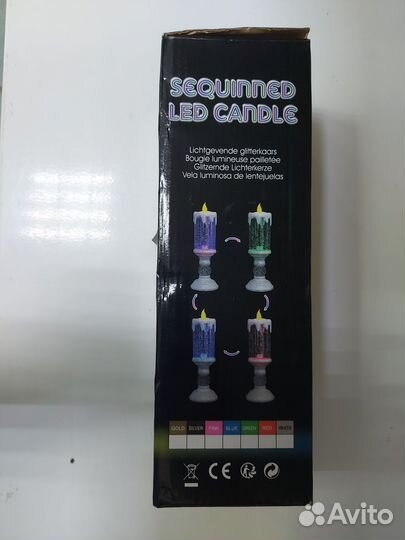 SEQUINNED
LED CANDLE
Lichtgevende glitterkaars
Bougie lumineuse pailletée
Glitzernde Lichterkerze
Vela luminosa de lentejuelas
GOLD SILVER PINK BLUE GREEN RED WHITE
CE
Avito